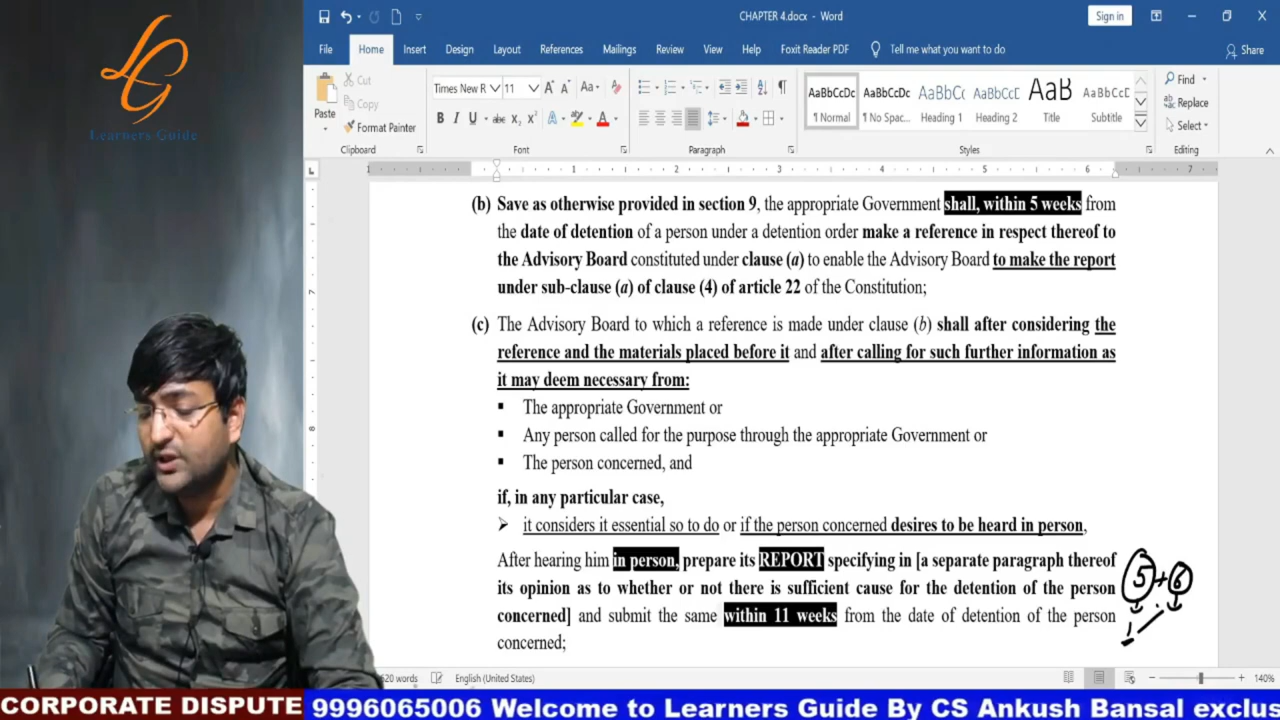 LG
Learners Guide
CHAPTER 4.docx - Word
Sign in
File Home Insert Design Layout References Mailings Review View Help Foxit Reader PDF Tell me what you want to do Share
Paste
Cut
Copy
Format Painter
Clipboard
Times New R 11
Font
Paragraph
AaBbCcDc AaBbCcDc AaBbCc AaBbCcE AaB AaBbCcE
¶ Normal ¶ No Spac... Heading 1 Heading 2 Title Subtitle
Styles
Find
Replace
Select
Editing
(b) Save as otherwise provided in section 9, the appropriate Government shall, within 5 weeks from
the date of detention of a person under a detention order make a reference in respect thereof to
the Advisory Board constituted under clause (a) to enable the Advisory Board to make the report
under sub-clause (a) of clause (4) of article 22 of the Constitution;
(c) The Advisory Board to which a reference is made under clause (b) shall after considering the
reference and the materials placed before it and after calling for such further information as
it may deem necessary from:
▪ The appropriate Government or
▪ Any person called for the purpose through the appropriate Government or
▪ The person concerned, and
if, in any particular case,
➢ it considers it essential so to do or if the person concerned desires to be heard in person,
After hearing him in person, prepare its REPORT specifying in [a separate paragraph thereof
its opinion as to whether or not there is sufficient cause for the detention of the person
concerned] and submit the same within 11 weeks from the date of detention of the person
concerned;
5+6
620 words English (United States) 140%
CORPORATE DISPUTE 9996065006 Welcome to Learners Guide By CS Ankush Bansal exclus